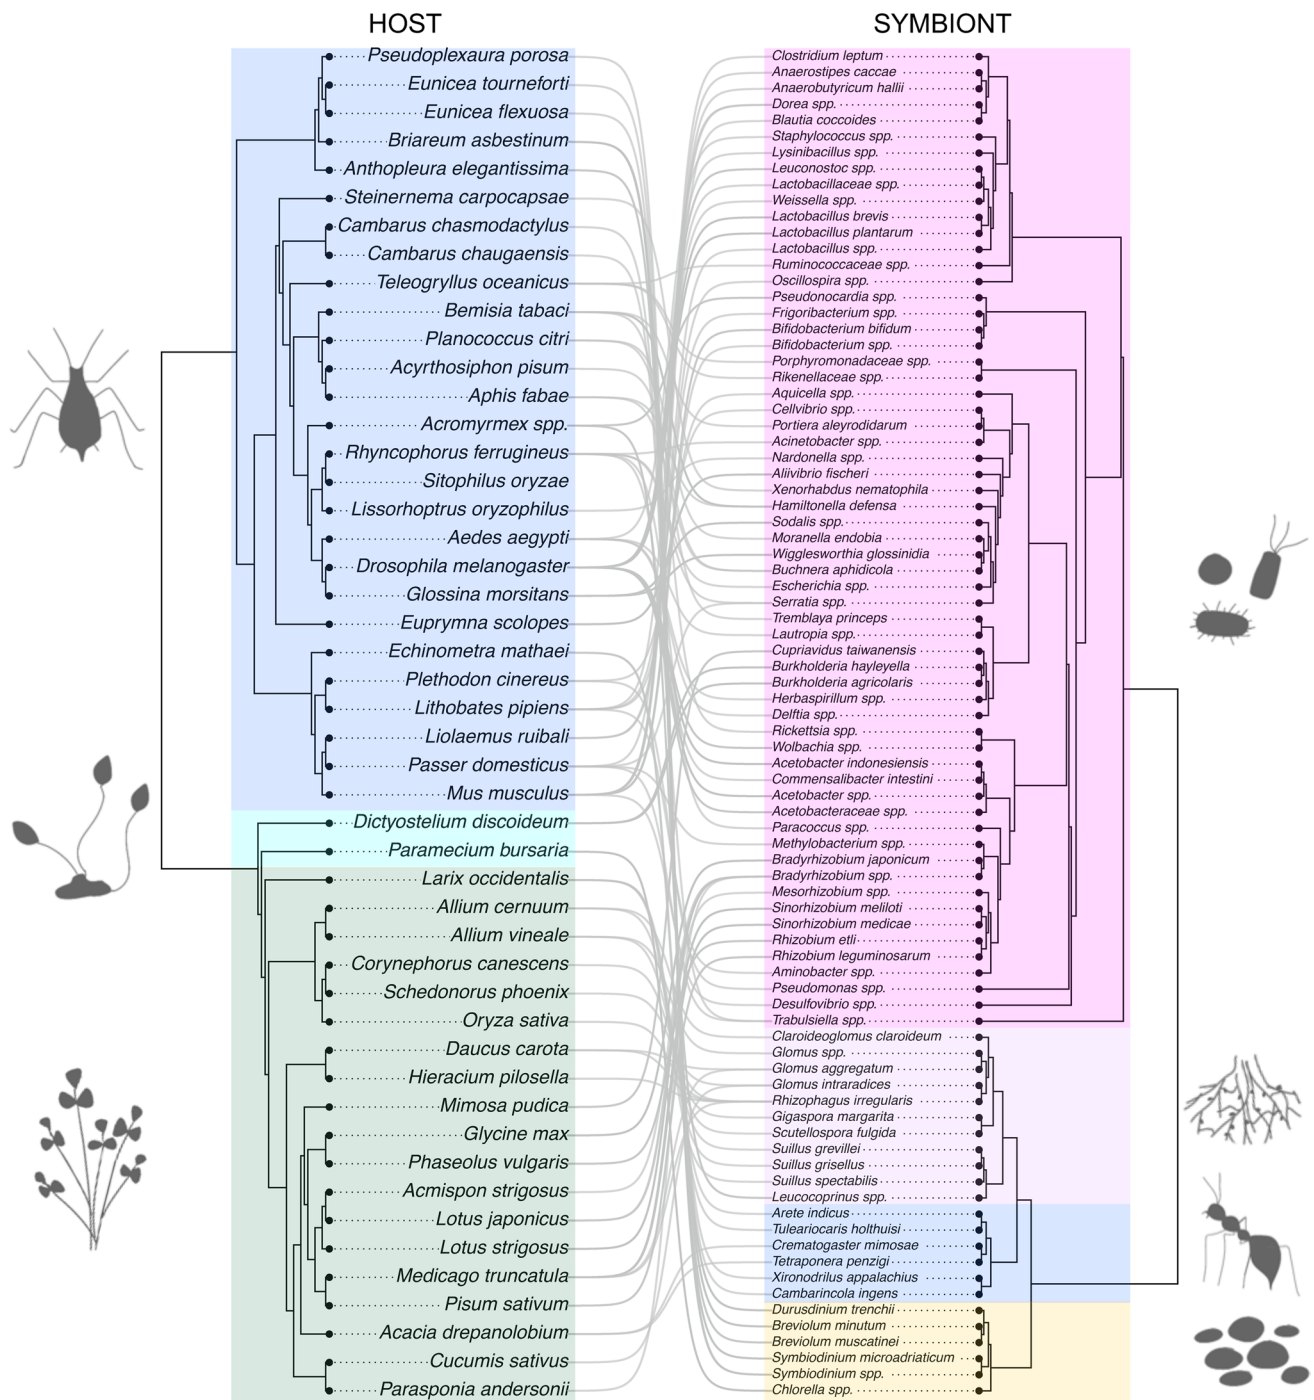 HOST
Pseudoplexaura porosa
Eunicea tourneforti
Eunicea flexuosa
Briareum asbestinum
Anthopleura elegantissima
Steinernema carpocapsae
Cambarus chasmodactylus
Cambarus chaugaensis
Teleogryllus oceanicus
Bemisia tabaci
Planococcus citri
Acyrthosiphon pisum
Aphis fabae
Acromyrmex spp.
Rhyncophorus ferrugineus
Sitophilus oryzae
Lissorhoptrus oryzophilus
Aedes aegypti
Drosophila melanogaster
Glossina morsitans
Euprymna scolopes
Echinometra mathaei
Plethodon cinereus
Lithobates pipiens
Liolaemus ruibali
Passer domesticus
Mus musculus
Dictyostelium discoideum
Paramecium bursaria
Larix occidentalis
Allium cernuum
Allium vineale
Corynephorus canescens
Schedonorus phoenix
Oryza sativa
Daucus carota
Hieracium pilosella
Mimosa pudica
Glycine max
Phaseolus vulgaris
Acmispon strigosus
Lotus japonicus
Lotus strigosus
Medicago truncatula
Pisum sativum
Acacia drepanolobium
Cucumis sativus
Parasponia andersonii
SYMBIONT
Clostridium leptum
Anaerostipes caccae
Anaerobutyricum hallii
Dorea spp.
Blautia coccoides
Staphylococcus spp.
Lysinibacillus spp.
Leuconostoc spp.
Lactobacillaceae spp.
Weissella spp.
Lactobacillus brevis
Lactobacillus plantarum
Lactobacillus spp.
Ruminococcaceae spp.
Oscillospira spp.
Pseudonocardia spp.
Frigoribacterium spp.
Bifidobacterium bifidum
Bifidobacterium spp.
Porphyromonadaceae spp.
Rikenellaceae spp.
Aquicella spp.
Cellvibrio spp.
Portiera aleyrodidarum
Acinetobacter spp.
Nardonella spp.
Aliivibrio fischeri
Xenorhabdus nematophila
Hamiltonella defensa
Sodalis spp.
Moranella endobia
Wigglesworthia glossinidia
Buchnera aphidicola
Escherichia spp.
Serratia spp.
Tremblaya princeps
Lautropia spp.
Cupriavidus taiwanensis
Burkholderia hayleyella
Burkholderia agricolaris
Herbaspirillum spp.
Delftia spp.
Rickettsia spp.
Wolbachia spp.
Acetobacter indonesiensis
Commensalibacter intestini
Acetobacter spp.
Acetobacteraceae spp.
Paracoccus spp.
Methylobacterium spp.
Bradyrhizobium japonicum
Bradyrhizobium spp.
Mesorhizobium spp.
Sinorhizobium meliloti
Sinorhizobium medicae
Rhizobium etli
Rhizobium leguminosarum
Aminobacter spp.
Pseudomonas spp.
Desulfovibrio spp.
Trabulsiella spp.
Claroideoglomus claroideum
Glomus spp.
Glomus aggregatum
Glomus intraradices
Rhizophagus irregularis
Gigaspora margarita
Scutellospora fulgida
Suillus grevillei
Suillus grisellus
Suillus spectabilis
Leucocoprinus spp.
Arete indicus
Tuleariocaris holthuisi
Crematogaster mimosae
Tetraponera penzigi
Xironodrilus appalachius
Cambarincola ingens
Durusdinium trenchii
Breviolum minutum
Breviolum muscatinei
Symbiodinium microadriaticum
Symbiodinium spp.
Chlorella spp.